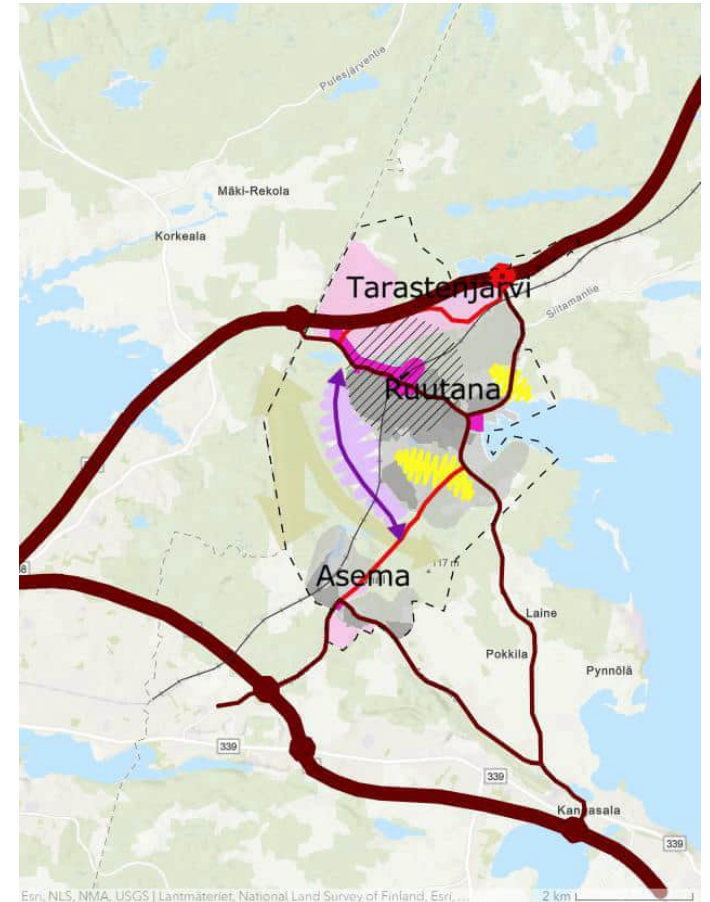 Pulesjärventie
Mäki-Rekola
Korkeala
Tarastenjärvi
Siitamantie
Ruutana
Asema
117 m
Laine
Pokkila
Pynnölä
339
339
Kangasala
339
Esri, NLS, NMA, USGS | Lantmäteriet, National Land Survey of Finland, Esri, ...
2 km